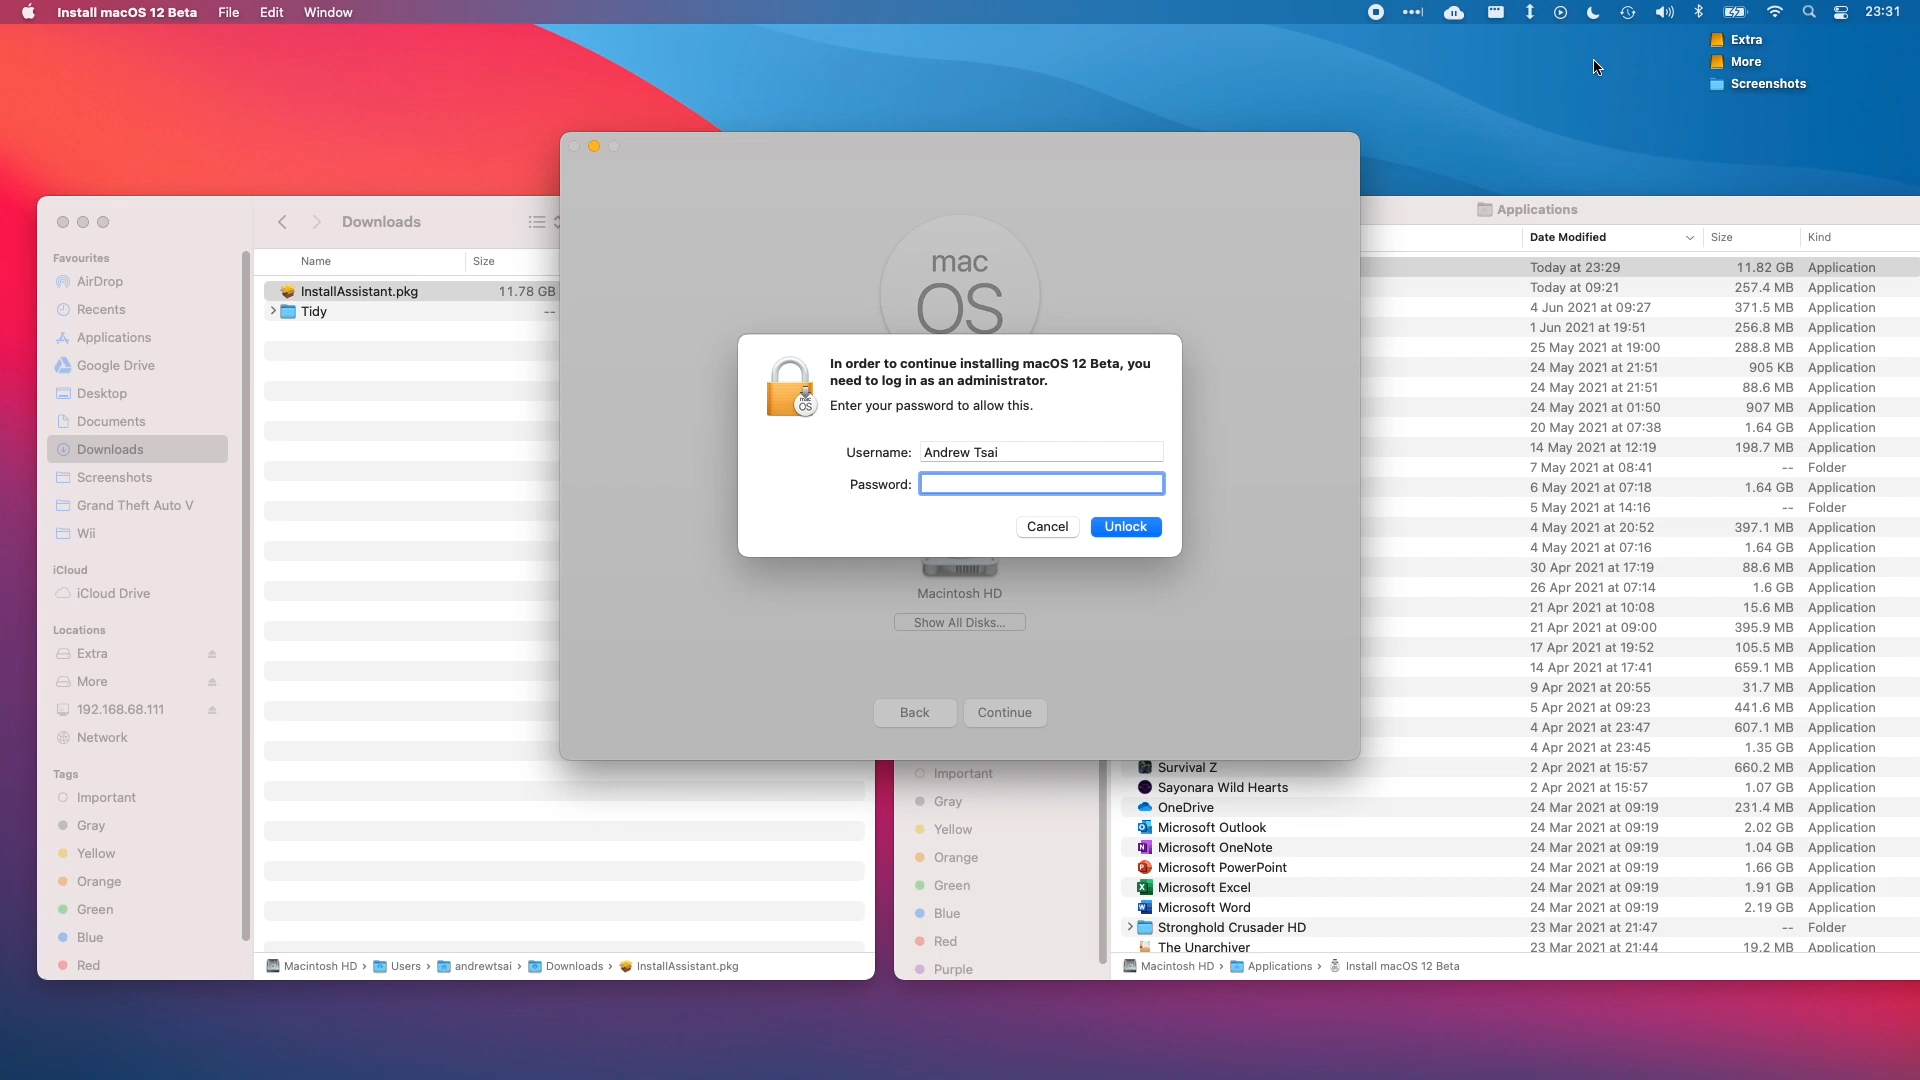 Install macOS 12 Beta File Edit Window 23:31
Extra
More
Screenshots
Downloads
Favourites
AirDrop
Recents
Applications
Google Drive
Desktop
Documents
Downloads
Screenshots
Grand Theft Auto V
Wii
iCloud
iCloud Drive
Locations
Extra
More
192.168.68.111
Network
Tags
Important
Gray
Yellow
Orange
Green
Blue
Red
Name Size
InstallAssistant.pkg 11.78 GB
Tidy --
Macintosh HD › Users › andrewtsai › Downloads › InstallAssistant.pkg
mac
OS
In order to continue installing macOS 12 Beta, you
need to log in as an administrator.
Enter your password to allow this.
mac
OS
Username: Andrew Tsai
Password:
Cancel Unlock
Macintosh HD
Show All Disks...
Back Continue
Applications
Date Modified Size Kind
Today at 23:29 11.82 GB Application
Today at 09:21 257.4 MB Application
4 Jun 2021 at 09:27 371.5 MB Application
1 Jun 2021 at 19:51 256.8 MB Application
25 May 2021 at 19:00 288.8 MB Application
24 May 2021 at 21:51 905 KB Application
24 May 2021 at 21:51 88.6 MB Application
24 May 2021 at 01:50 907 MB Application
20 May 2021 at 07:38 1.64 GB Application
14 May 2021 at 12:19 198.7 MB Application
7 May 2021 at 08:41 -- Folder
6 May 2021 at 07:18 1.64 GB Application
5 May 2021 at 14:16 -- Folder
4 May 2021 at 20:52 397.1 MB Application
4 May 2021 at 07:16 1.64 GB Application
30 Apr 2021 at 17:19 88.6 MB Application
26 Apr 2021 at 07:14 1.6 GB Application
21 Apr 2021 at 10:08 15.6 MB Application
21 Apr 2021 at 09:00 395.9 MB Application
17 Apr 2021 at 19:52 105.5 MB Application
14 Apr 2021 at 17:41 659.1 MB Application
9 Apr 2021 at 20:55 31.7 MB Application
5 Apr 2021 at 09:23 441.6 MB Application
4 Apr 2021 at 23:47 607.1 MB Application
4 Apr 2021 at 23:45 1.35 GB Application
Survival Z 2 Apr 2021 at 15:57 660.2 MB Application
Sayonara Wild Hearts 2 Apr 2021 at 15:57 1.07 GB Application
OneDrive 24 Mar 2021 at 09:19 231.4 MB Application
Microsoft Outlook 24 Mar 2021 at 09:19 2.02 GB Application
Microsoft OneNote 24 Mar 2021 at 09:19 1.04 GB Application
Microsoft PowerPoint 24 Mar 2021 at 09:19 1.66 GB Application
Microsoft Excel 24 Mar 2021 at 09:19 1.91 GB Application
Microsoft Word 24 Mar 2021 at 09:19 2.19 GB Application
Stronghold Crusader HD 23 Mar 2021 at 21:47 -- Folder
The Unarchiver 23 Mar 2021 at 21:44 19.2 MB Application
Important
Gray
Yellow
Orange
Green
Blue
Red
Purple
Macintosh HD › Applications › Install macOS 12 Beta